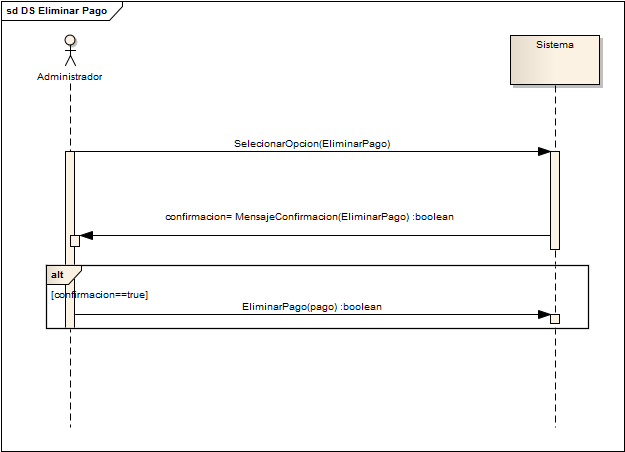 sd DS Eliminar Pago
Administrador
Sistema
SelecionarOpcion(EliminarPago)
confirmacion= MensajeConfirmacion(EliminarPago) :boolean
alt
[confirmacion==true]
EliminarPago(pago) :boolean